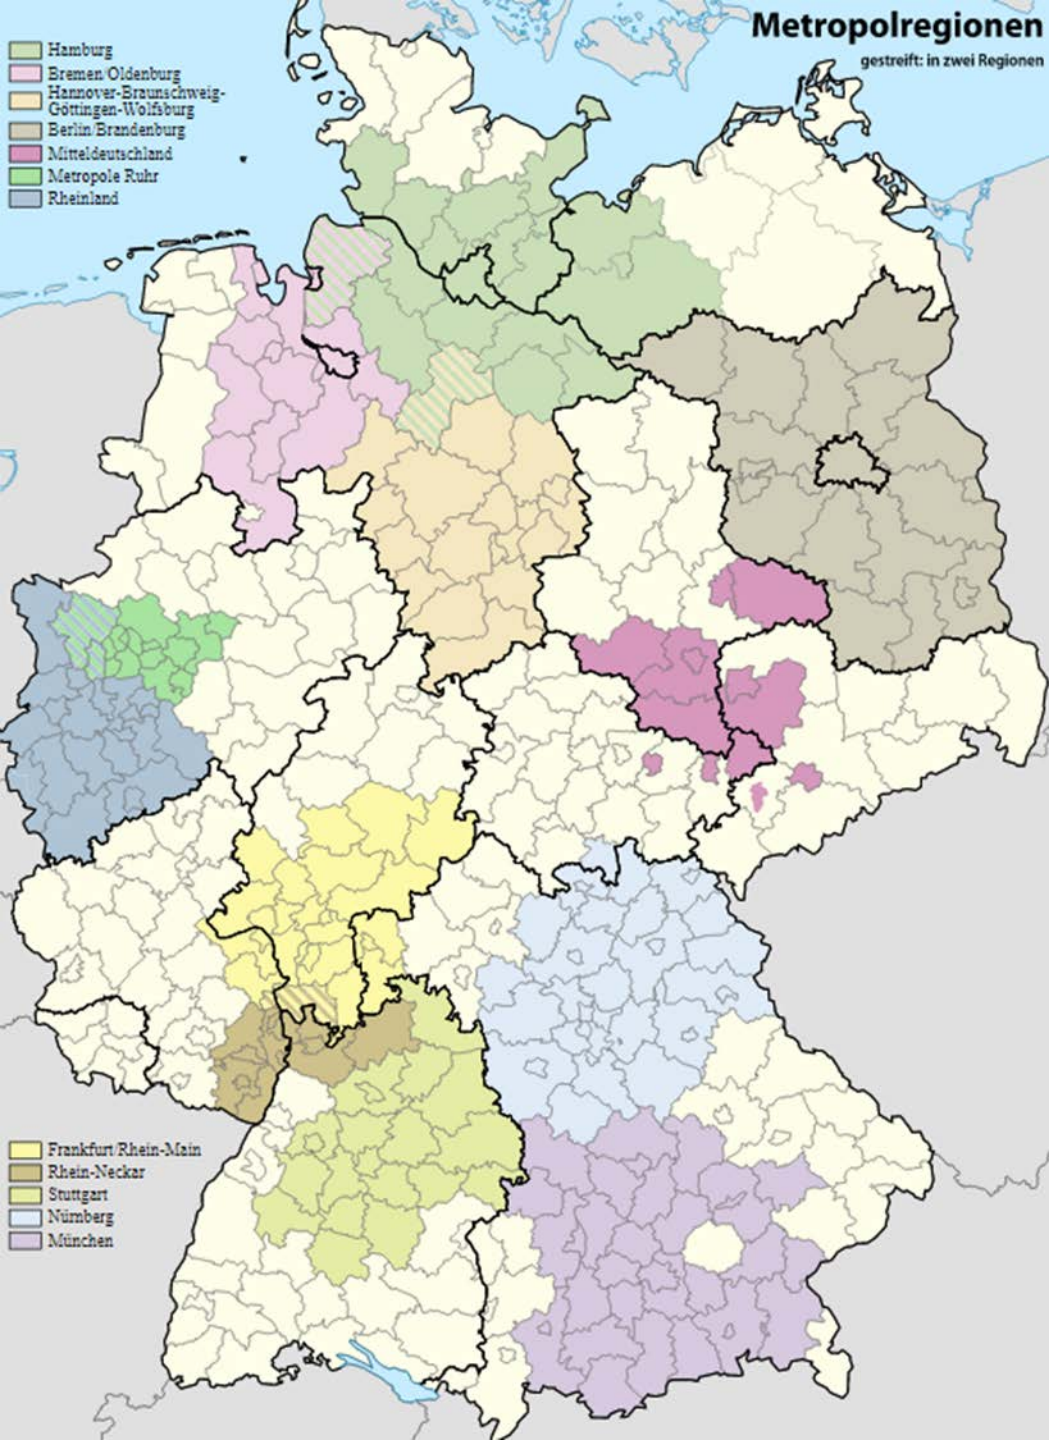 Metropolregionen
gestreift: in zwei Regionen
Hamburg
Bremen/Oldenburg
Hannover-Braunschweig-
Göttingen-Wolfsburg
Berlin/Brandenburg
Mitteldeutschland
Metropole Ruhr
Rheinland
Frankfurt/Rhein-Main
Rhein-Neckar
Stuttgart
Nürnberg
München